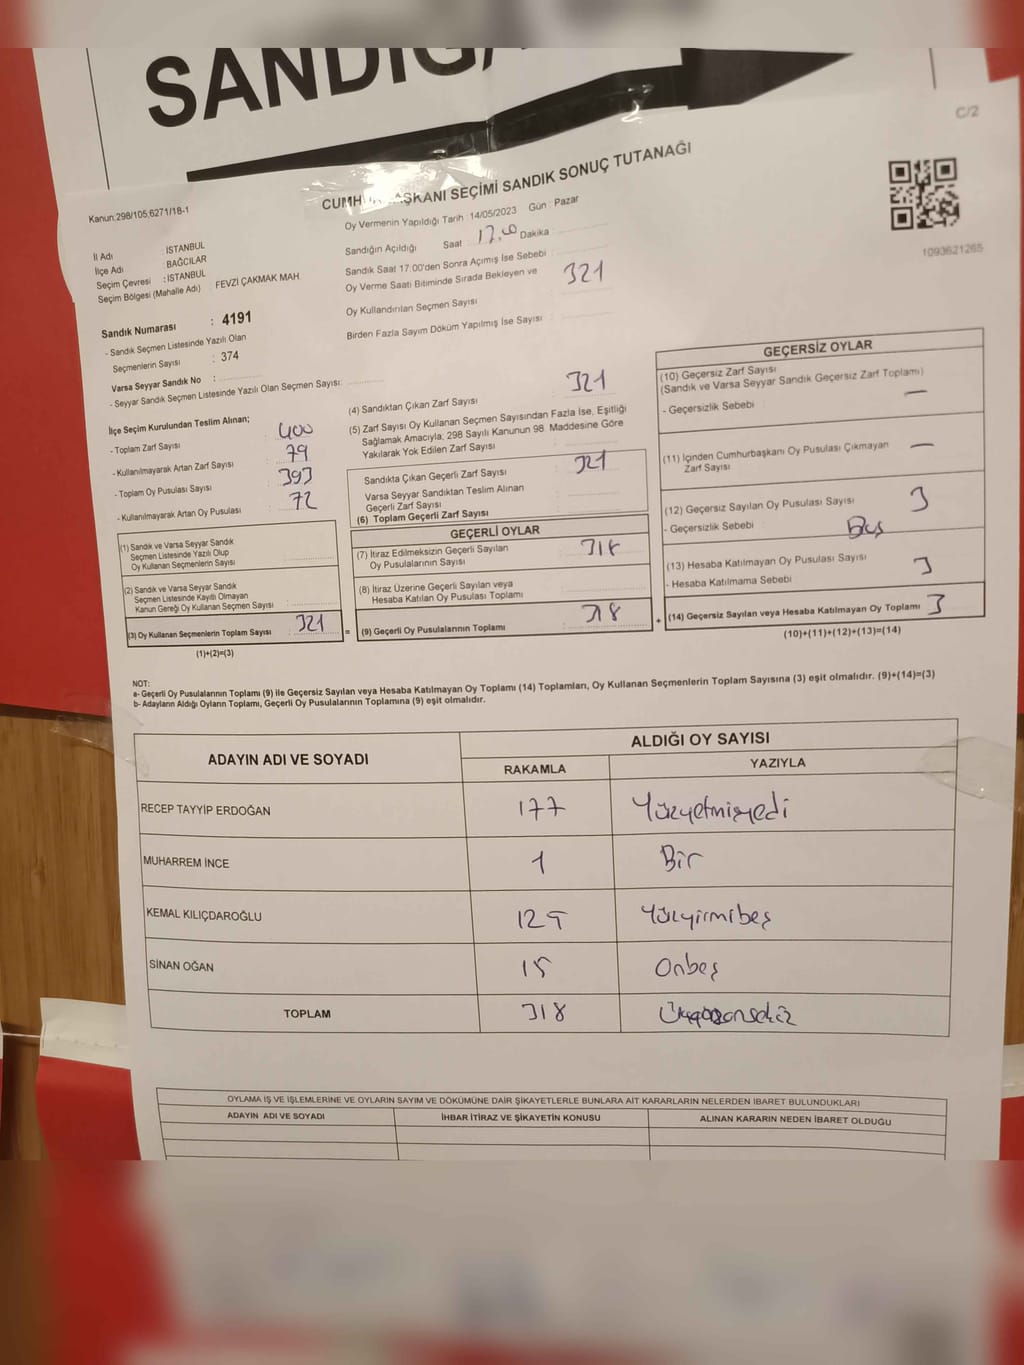 SANDIĞA
C/2
Kanun:298/105,6271/18-1
CUMHURBAŞKANI SEÇİMİ SANDIK SONUÇ TUTANAĞI
Oy Vermenin Yapıldığı Tarih :14/05/2023 Gün : Pazar
1093621265
İl Adı : İSTANBUL
İlçe Adı : BAĞCILAR
Seçim Çevresi : İSTANBUL
Seçim Bölgesi (Mahalle Adı) : FEVZİ ÇAKMAK MAH
Sandık Numarası : 4191
- Sandık Seçmen Listesinde Yazılı Olan
Seçmenlerin Sayısı : 374
Varsa Seyyar Sandık No :
- Seyyar Sandık Seçmen Listesinde Yazılı Olan Seçmen Sayısı:
Sandığın Açıldığı Saat 17.00 Dakika
Sandık Saat 17:00'den Sonra Açımış İse Sebebi :
Oy Verme Saati Bitiminde Sırada Bekleyen ve
Oy Kullandırılan Seçmen Sayısı : 321
Birden Fazla Sayım Döküm Yapılmış İse Sayısı :
İlçe Seçim Kurulundan Teslim Alınan;
- Toplam Zarf Sayısı : 400
- Kullanılmayarak Artan Zarf Sayısı : 79
- Toplam Oy Pusulası Sayısı : 393
- Kullanılmayarak Artan Oy Pusulası : 72
(1) Sandık ve Varsa Seyyar Sandık
Seçmen Listesinde Yazılı Olup
Oy Kullanan Seçmenlerin Sayısı :
(2) Sandık ve Varsa Seyyar Sandık
Seçmen Listesinde Kayıtlı Olmayan
Kanun Gereği Oy Kullanan Seçmen Sayısı :
(3) Oy Kullanan Seçmenlerin Toplam Sayısı : 321 =
(1)+(2)=(3)
(4) Sandıktan Çıkan Zarf Sayısı : 321
(5) Zarf Sayısı Oy Kullanan Seçmen Sayısından Fazla İse, Eşitliği
Sağlamak Amacıyla, 298 Sayılı Kanunun 98. Maddesine Göre
Yakılarak Yok Edilen Zarf Sayısı :
Sandıkta Çıkan Geçerli Zarf Sayısı : 321
Varsa Seyyar Sandıktan Teslim Alınan
Geçerli Zarf Sayısı :
(6) Toplam Geçerli Zarf Sayısı :
GEÇERLİ OYLAR
(7) İtiraz Edilmeksizin Geçerli Sayılan
Oy Pusulalarının Sayısı : 318
(8) İtiraz Üzerine Geçerli Sayılan veya
Hesaba Katılan Oy Pusulası Toplamı :
(9) Geçerli Oy Pusulalarının Toplamı : 318 +
GEÇERSİZ OYLAR
(10) Geçersiz Zarf Sayısı
(Sandık ve Varsa Seyyar Sandık Geçersiz Zarf Toplamı) : —
- Geçersizlik Sebebi :
(11) İçinden Cumhurbaşkanı Oy Pusulası Çıkmayan
Zarf Sayısı : —
(12) Geçersiz Sayılan Oy Pusulası Sayısı : 3
- Geçersizlik Sebebi : Boş
(13) Hesaba Katılmayan Oy Pusulası Sayısı : 3
- Hesaba Katılmama Sebebi :
(14) Geçersiz Sayılan veya Hesaba Katılmayan Oy Toplamı : 3
(10)+(11)+(12)+(13)=(14)
NOT:
a- Geçerli Oy Pusulalarının Toplamı (9) ile Geçersiz Sayılan veya Hesaba Katılmayan Oy Toplamı (14) Toplamları, Oy Kullanan Seçmenlerin Toplam Sayısına (3) eşit olmalıdır. (9)+(14)=(3)
b- Adayların Aldığı Oyların Toplamı, Geçerli Oy Pusulalarının Toplamına (9) eşit olmalıdır.
ADAYIN ADI VE SOYADI ALDIĞI OY SAYISI
RAKAMLA YAZIYLA
RECEP TAYYİP ERDOĞAN 177 Yüzyetmişyedi
MUHARREM İNCE 1 Bir
KEMAL KILIÇDAROĞLU 125 Yüzyirmibeş
SİNAN OĞAN 15 Onbeş
TOPLAM 318 Üçyüzonsekiz
OYLAMA İŞ VE İŞLEMLERİNE VE OYLARIN SAYIM VE DÖKÜMÜNE DAİR ŞİKAYETLERLE BUNLARA AİT KARARLARIN NELERDEN İBARET BULUNDUKLARI
ADAYIN ADI VE SOYADI İHBAR İTİRAZ VE ŞİKAYETİN KONUSU ALINAN KARARIN NEDEN İBARET OLDUĞU